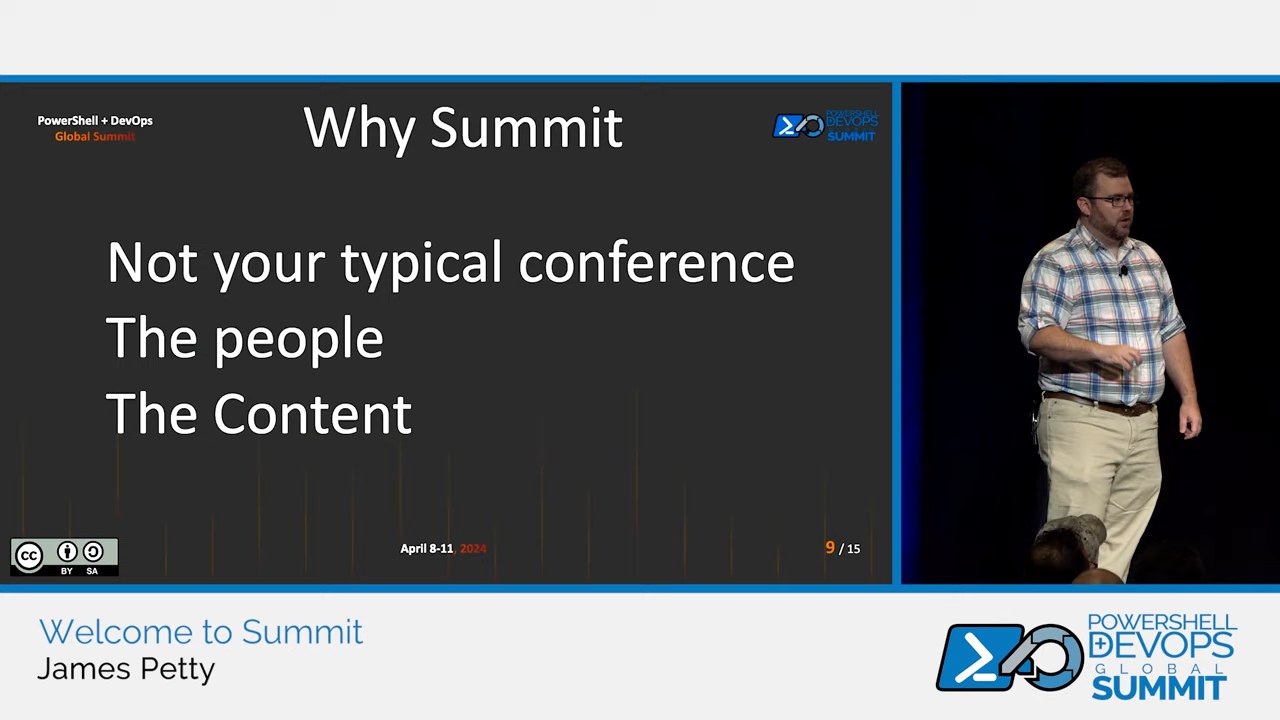 PowerShell + DevOps
Global Summit
Why Summit
POWERSHELL
DEVOPS
SUMMIT
Not your typical conference
The people
The Content
CC BY SA
April 8-11, 2024
9 / 15
Welcome to Summit
James Petty
POWERSHELL
+DEVOPS
GLOBAL
SUMMIT